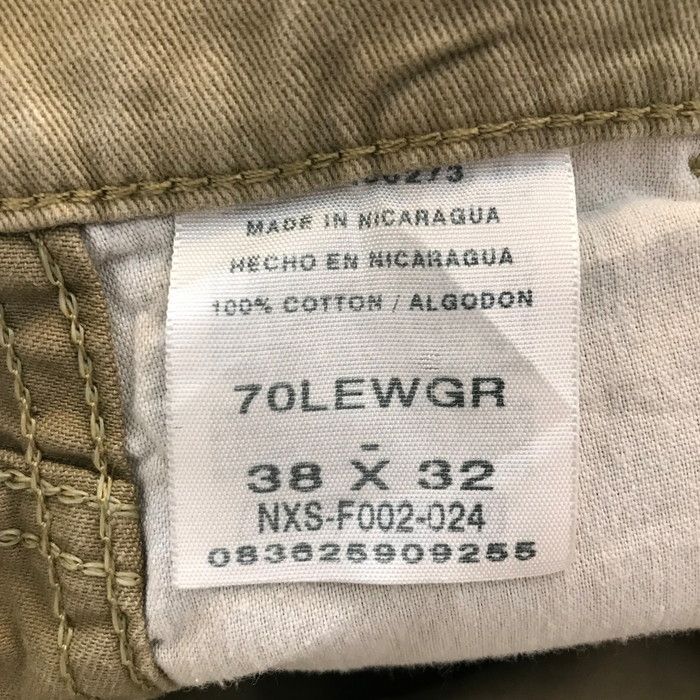 MADE IN NICARAGUA
HECHO EN NICARAGUA
100% COTTON / ALGODON
70LEWGR
-
38 X 32
NXS-F002-024
083625909255